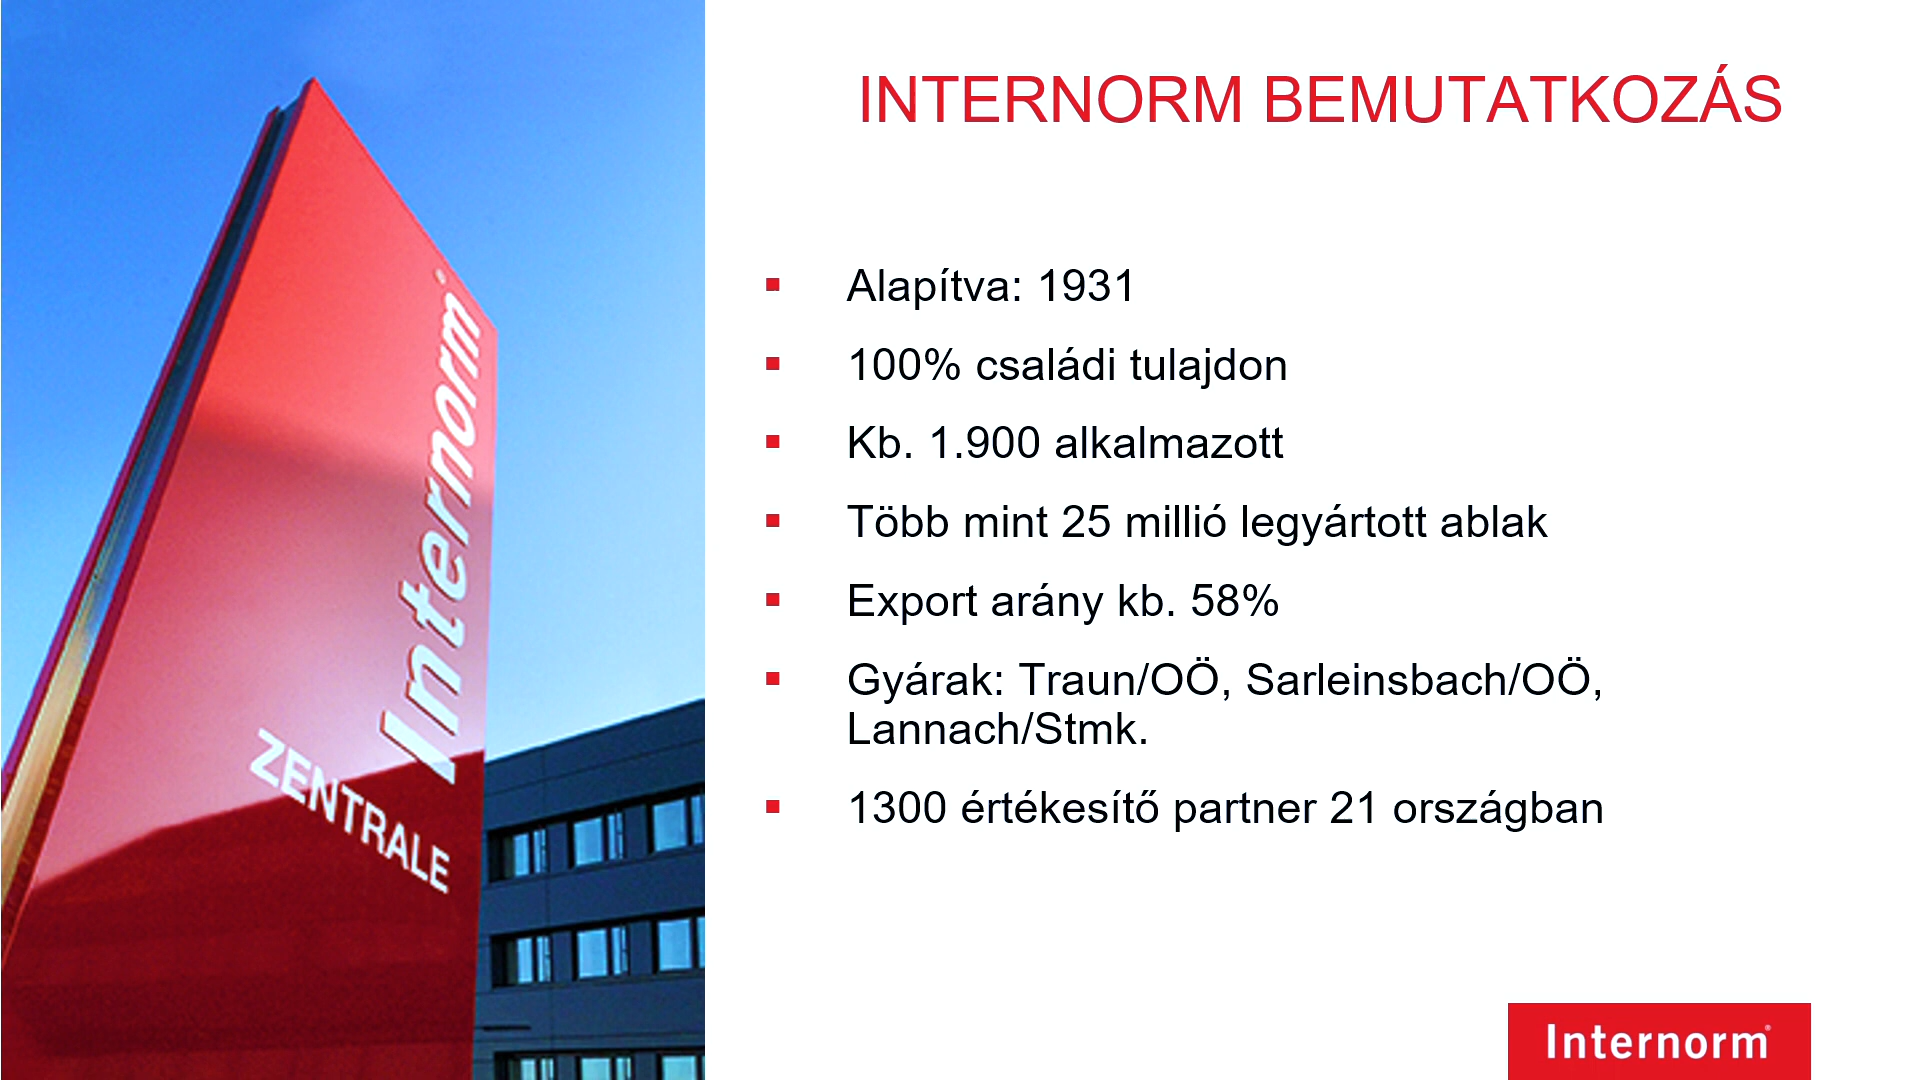 INTERNORM BEMUTATKOZÁS
Alapítva: 1931
100% családi tulajdon
Kb. 1.900 alkalmazott
Több mint 25 millió legyártott ablak
Export arány kb. 58%
Gyárak: Traun/OÖ, Sarleinsbach/OÖ,
Lannach/Stmk.
1300 értékesítő partner 21 országban
Internorm®
ZENTRALE
Internorm®